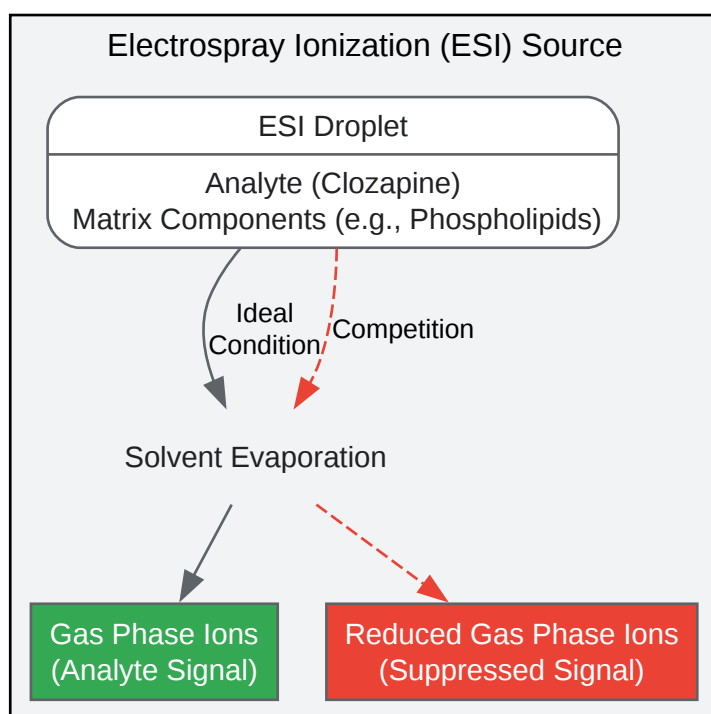 Electrospray Ionization (ESI) Source
ESI Droplet
Analyte (Clozapine)
Matrix Components (e.g., Phospholipids)
Ideal
Condition
Competition
Solvent Evaporation
Gas Phase Ions
(Analyte Signal)
Reduced Gas Phase Ions
(Suppressed Signal)